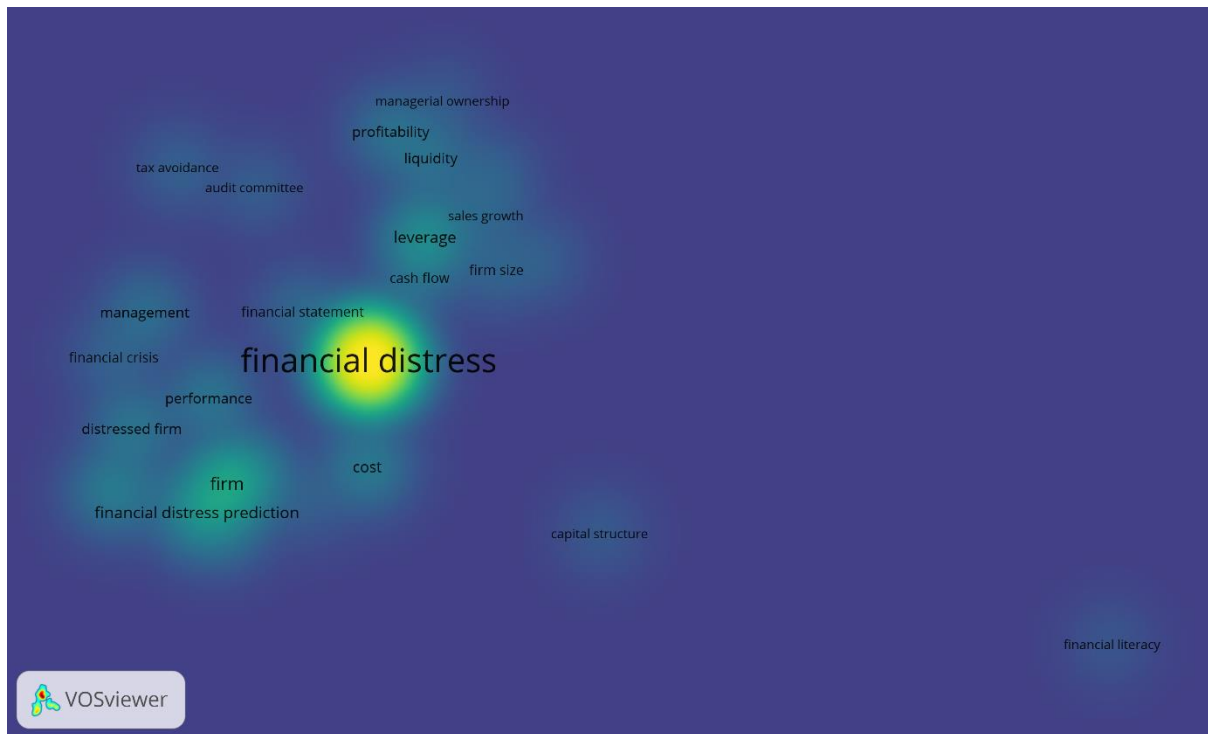 managerial ownership
profitability
liquidity
tax avoidance
audit committee
sales growth
leverage
firm size
cash flow
management
financial statement
financial crisis
financial distress
performance
distressed firm
cost
firm
financial distress prediction
capital structure
financial literacy
VOSviewer